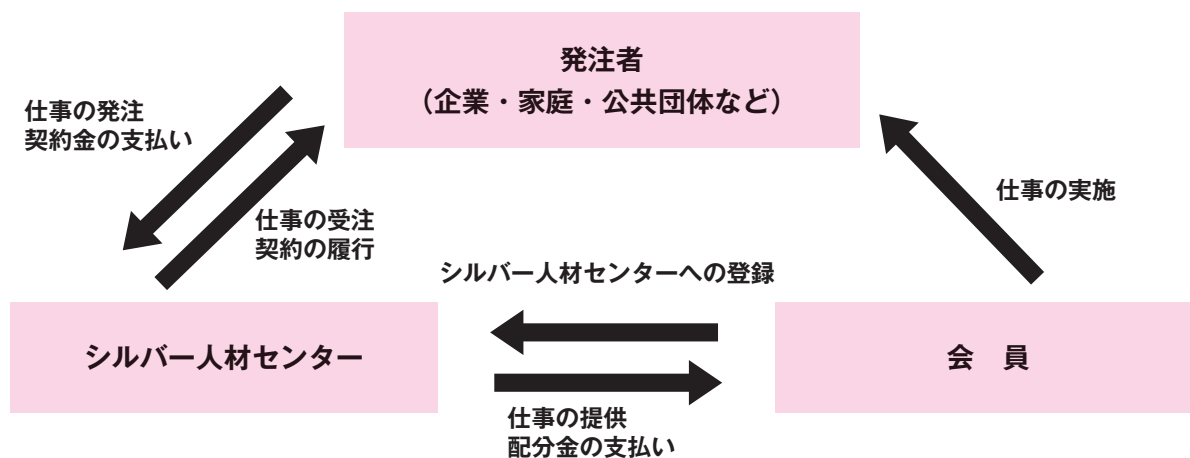 発注者
（企業・家庭・公共団体など）
仕事の発注
契約金の支払い
仕事の受注
契約の履行
仕事の実施
シルバー人材センターへの登録
シルバー人材センター
会　員
仕事の提供
配分金の支払い